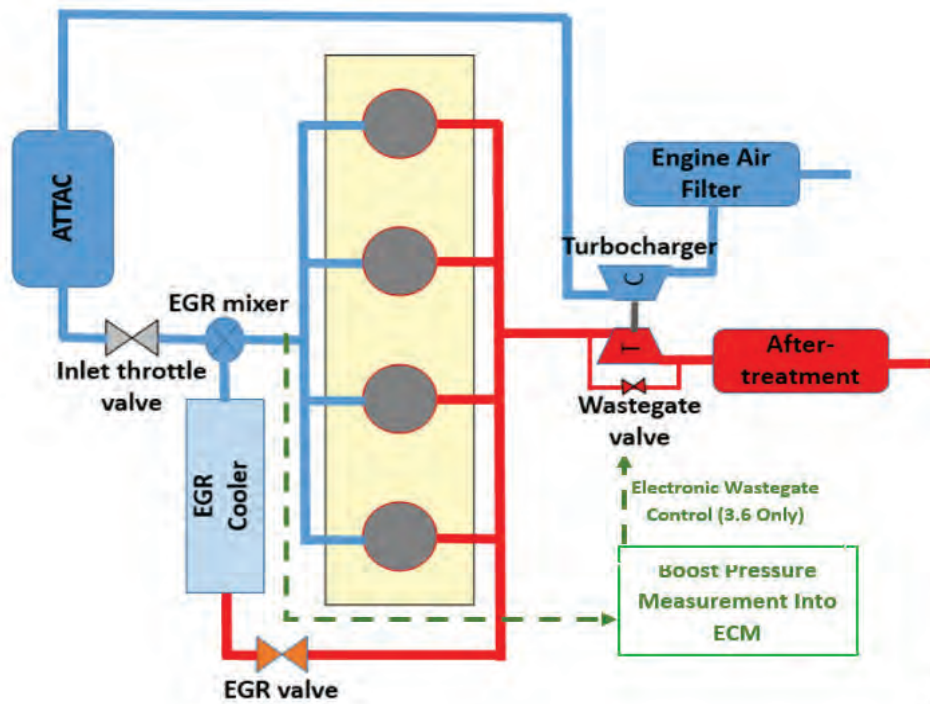 ATTAC
Engine Air
Filter
Turbocharger
C
EGR mixer
T
After-
treatment
Inlet throttle
valve
Wastegate
valve
EGR
Cooler
Electronic Wastegate
Control (3.6 Only)
Boost Pressure
Measurement Into
ECM
EGR valve